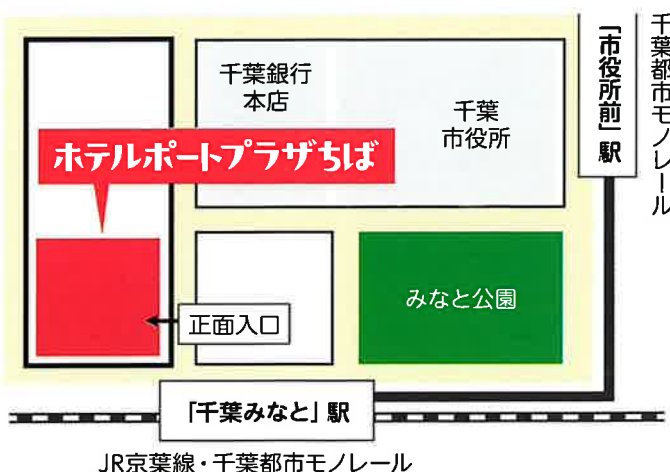 千葉銀行
本店
千葉
市役所
「市役所前」駅
千葉都市モノレール
ホテルポートプラザちば
みなと公園
正面入口
「千葉みなと」駅
JR京葉線・千葉都市モノレール